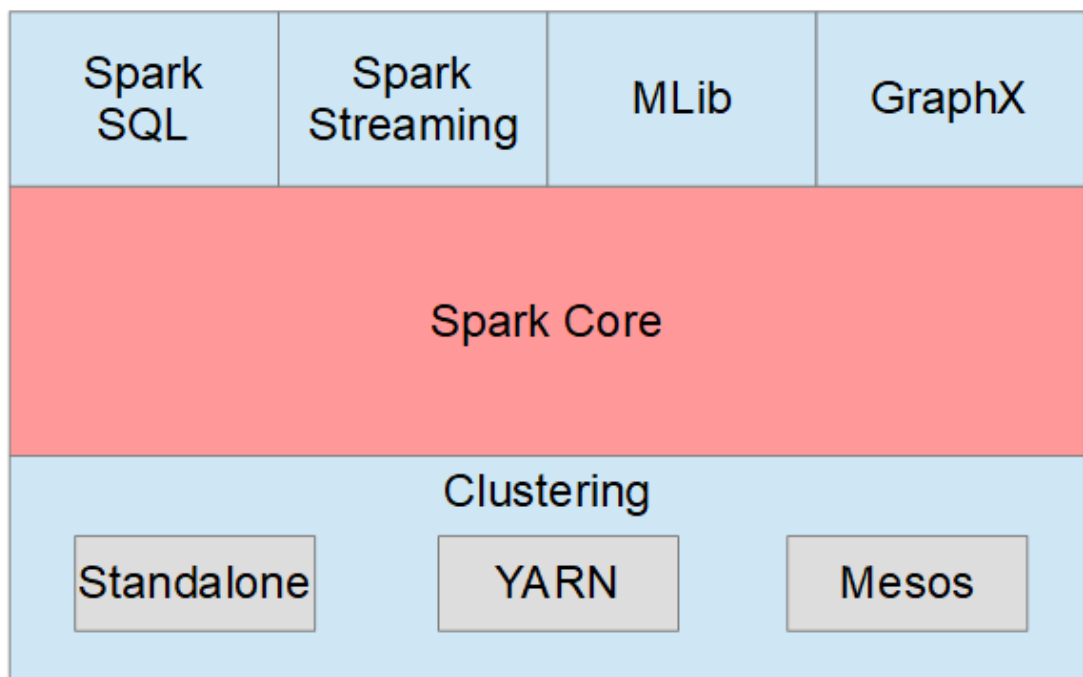 Spark
SQL
Spark
Streaming
MLib
GraphX
Spark Core
Clustering
Standalone
YARN
Mesos